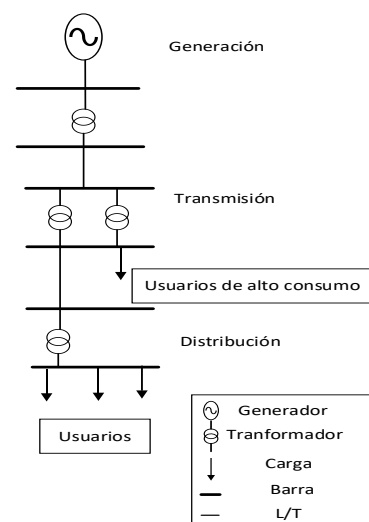 Generación
Transmisión
Usuarios de alto consumo
Distribución
Usuarios
Generador
Tranformador
Carga
Barra
L/T